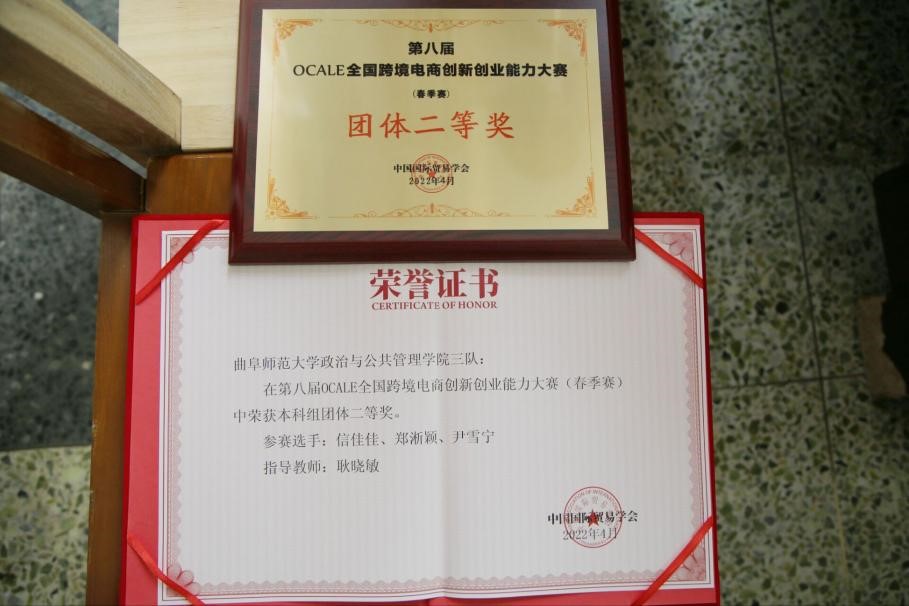 第八届
OCALE全国跨境电商创新创业能力大赛
（春季赛）
团体二等奖
中国国际贸易学会
2022年4月
荣誉证书
CERTIFICATE OF HONOR
曲阜师范大学政治与公共管理学院三队：
在第八届OCALE全国跨境电商创新创业能力大赛（春季赛）
中荣获本科组团体二等奖。
参赛选手：信佳佳、郑淅颖、尹雪宁
指导教师：耿晓敏
中国国际贸易学会
2022年4月